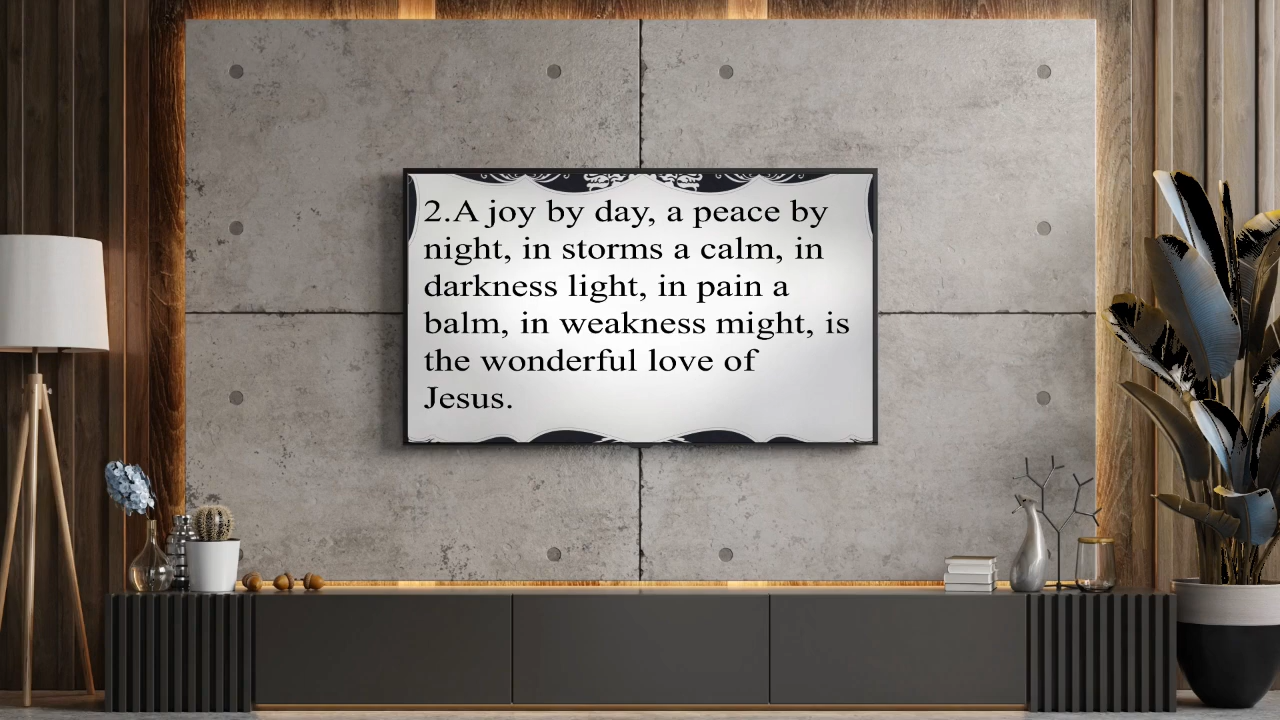 2.A joy by day, a peace by
night, in storms a calm, in
darkness light, in pain a
balm, in weakness might, is
the wonderful love of
Jesus.